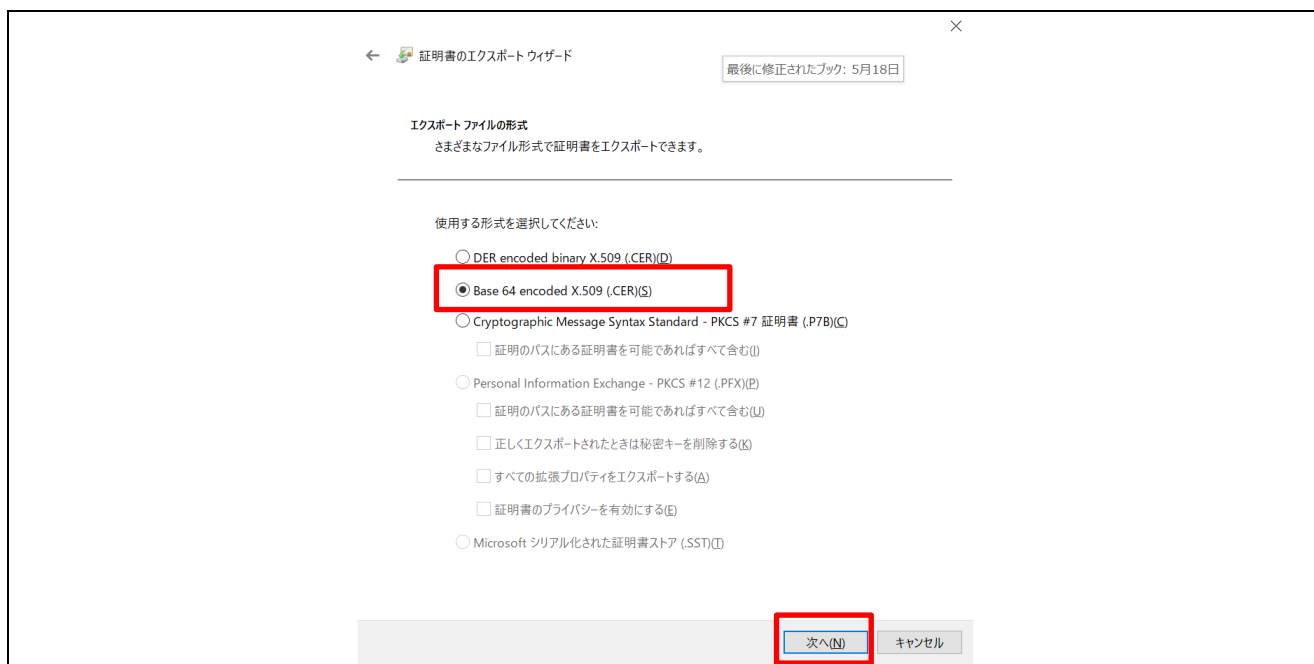 証明書のエクスポート ウィザード
最後に修正されたブック: 5月18日
エクスポート ファイルの形式
さまざまなファイル形式で証明書をエクスポートできます。
使用する形式を選択してください:
DER encoded binary X.509 (.CER)(D)
Base 64 encoded X.509 (.CER)(S)
Cryptographic Message Syntax Standard - PKCS #7 証明書 (.P7B)(C)
証明のパスにある証明書を可能であればすべて含む(I)
Personal Information Exchange - PKCS #12 (.PFX)(P)
証明のパスにある証明書を可能であればすべて含む(U)
正しくエクスポートされたときは秘密キーを削除する(K)
すべての拡張プロパティをエクスポートする(A)
証明書のプライバシーを有効にする(E)
Microsoft シリアル化された証明書ストア (.SST)(T)
次へ(N)
キャンセル